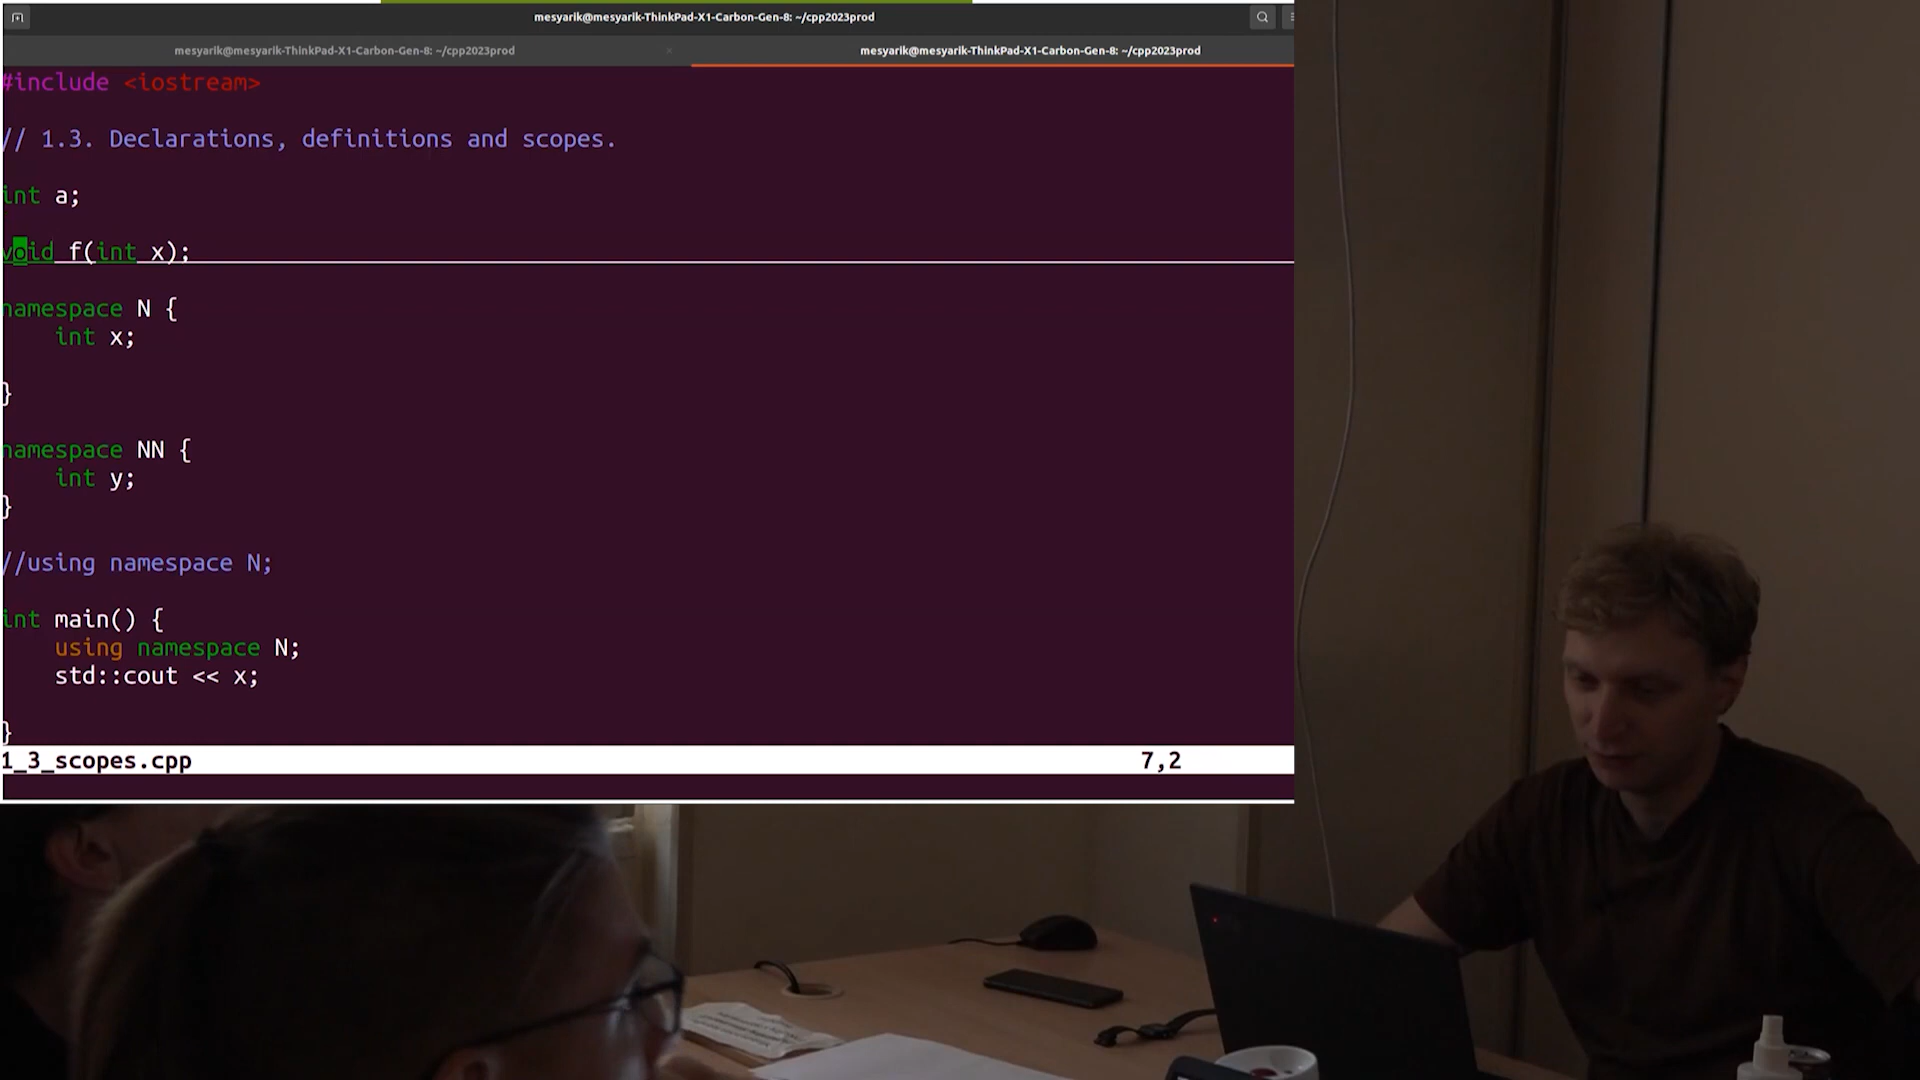 mesyarik@mesyarik-ThinkPad-X1-Carbon-Gen-8: ~/cpp2023prod
mesyarik@mesyarik-ThinkPad-X1-Carbon-Gen-8: ~/cpp2023prod
mesyarik@mesyarik-ThinkPad-X1-Carbon-Gen-8: ~/cpp2023prod
#include <iostream>
// 1.3. Declarations, definitions and scopes.
int a;
void f(int x);
namespace N {
int x;
}
namespace NN {
int y;
}
//using namespace N;
int main() {
using namespace N;
std::cout << x;
}
1_3_scopes.cpp 7,2